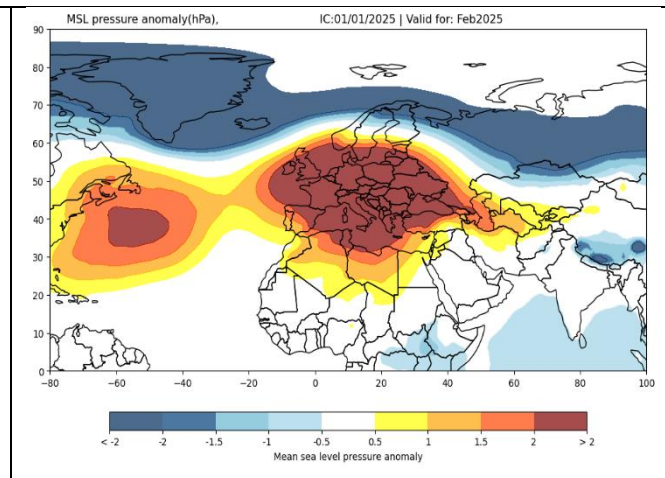 MSL pressure anomaly(hPa), IC:01/01/2025 | Valid for: Feb2025
90
80
70
60
50
40
30
20
10
0
−80 −60 −40 −20 0 20 40 60 80 100
< -2 -2 -1.5 -1 -0.5 0.5 1 1.5 2 > 2
Mean sea level pressure anomaly